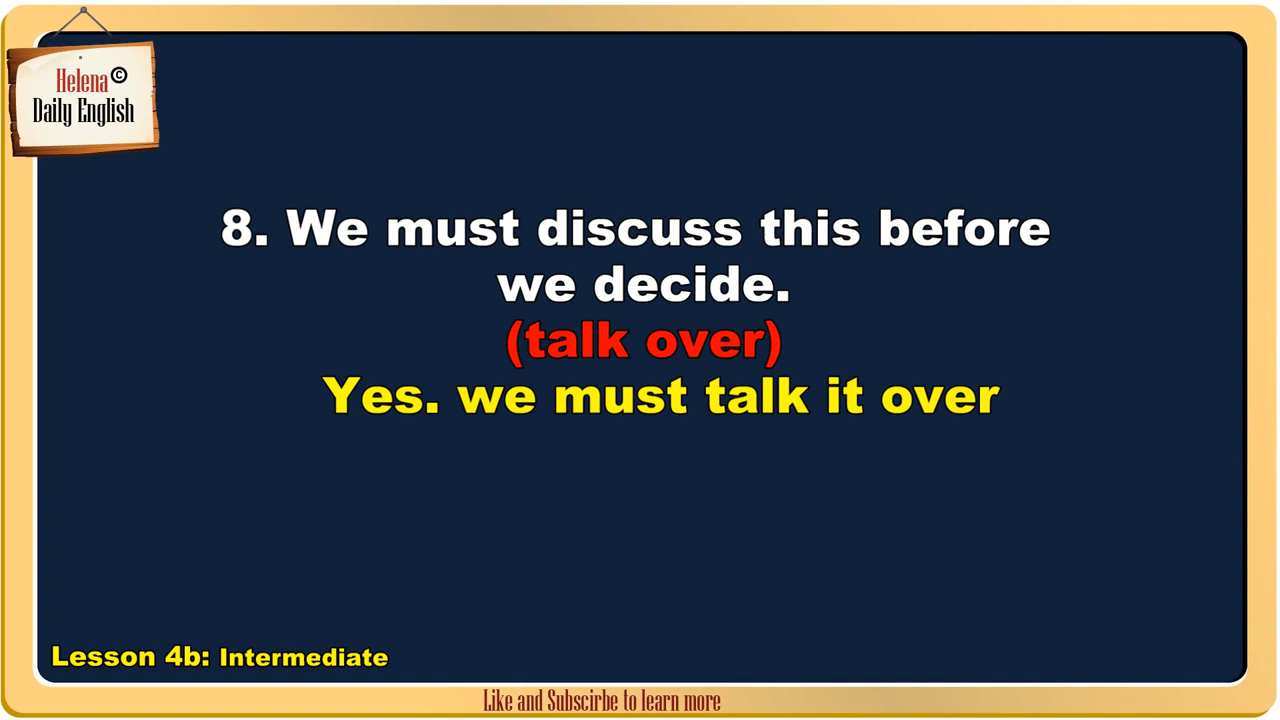 Helena ©
Daily English
8. We must discuss this before
we decide.
(talk over)
Yes. we must talk it over
Lesson 4b: Intermediate
Like and Subscirbe to learn more